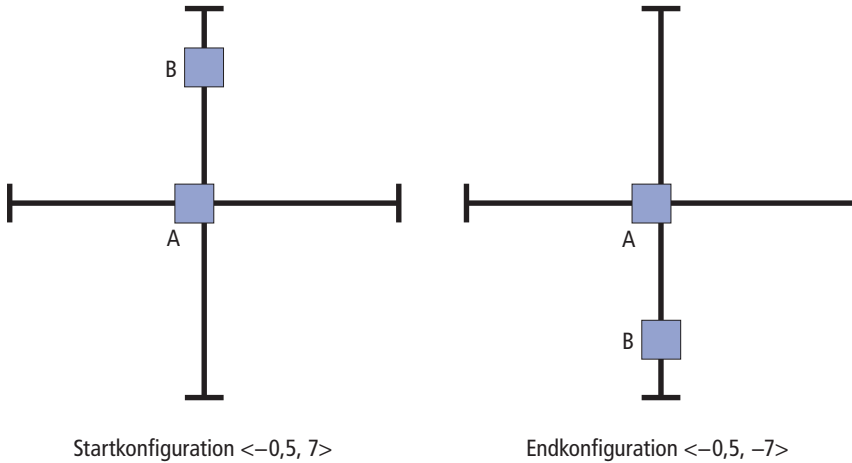 B
A
Startkonfiguration <–0,5, 7>
A
B
Endkonfiguration <–0,5, –7>